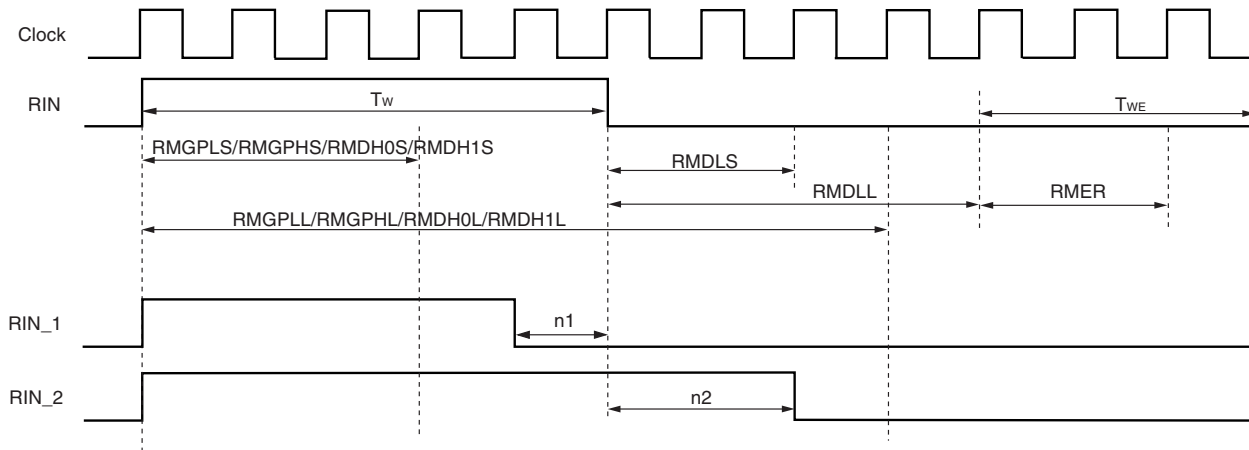 Clock
RIN
Tw
TWE
RMGPLS/RMGPHS/RMDH0S/RMDH1S
RMDLS
RMDLL
RMER
RMGPLL/RMGPHL/RMDH0L/RMDH1L
RIN_1
n1
RIN_2
n2